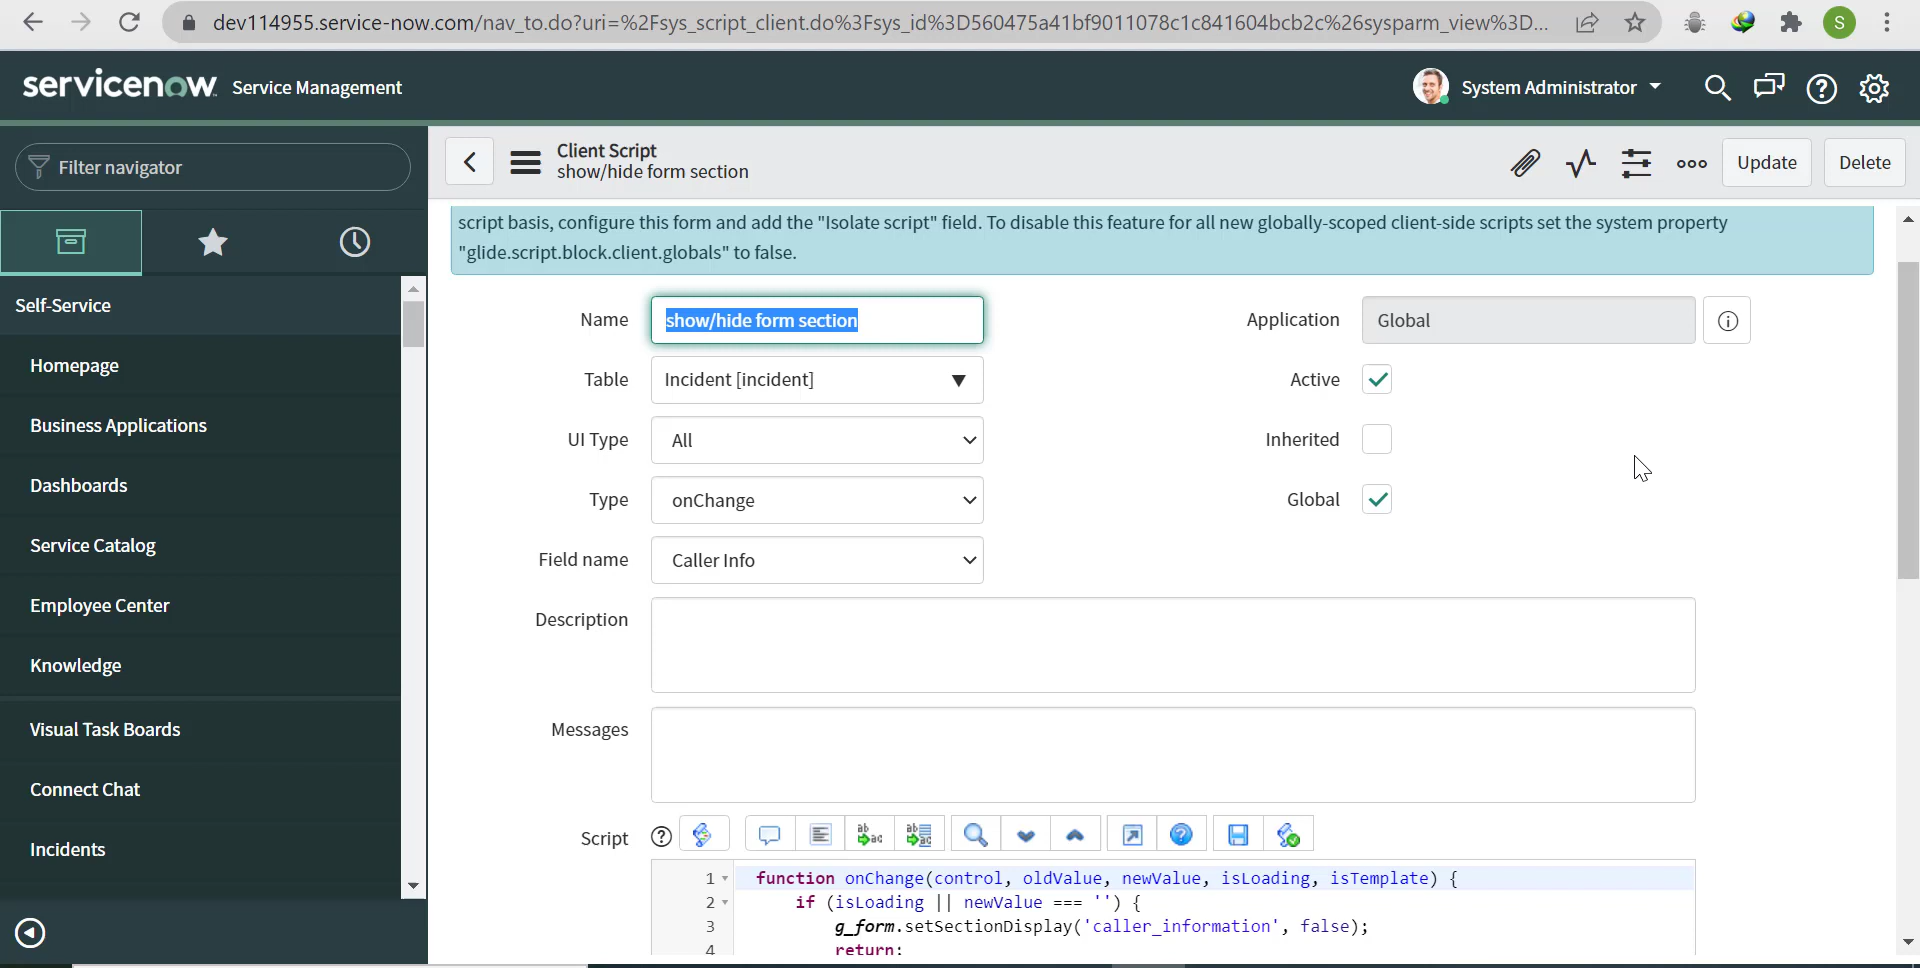 dev114955.service-now.com/nav_to.do?uri=%2Fsys_script_client.do%3Fsys_id%3D560475a41bf9011078c1c841604bcb2c%26sysparm_view%3D...
S
servicenow Service Management
System Administrator
Filter navigator
Client Script
show/hide form section
Update
Delete
script basis, configure this form and add the "Isolate script" field. To disable this feature for all new globally-scoped client-side scripts set the system property
"glide.script.block.client.globals" to false.
Self-Service
Homepage
Business Applications
Dashboards
Service Catalog
Employee Center
Knowledge
Visual Task Boards
Connect Chat
Incidents
Name show/hide form section
Application Global
Table Incident [incident]
Active
UI Type All
Inherited
Type onChange
Global
Field name Caller Info
Description
Messages
Script
1 function onChange(control, oldValue, newValue, isLoading, isTemplate) {
2 if (isLoading || newValue === '') {
3 g_form.setSectionDisplay('caller_information', false);
4 return;